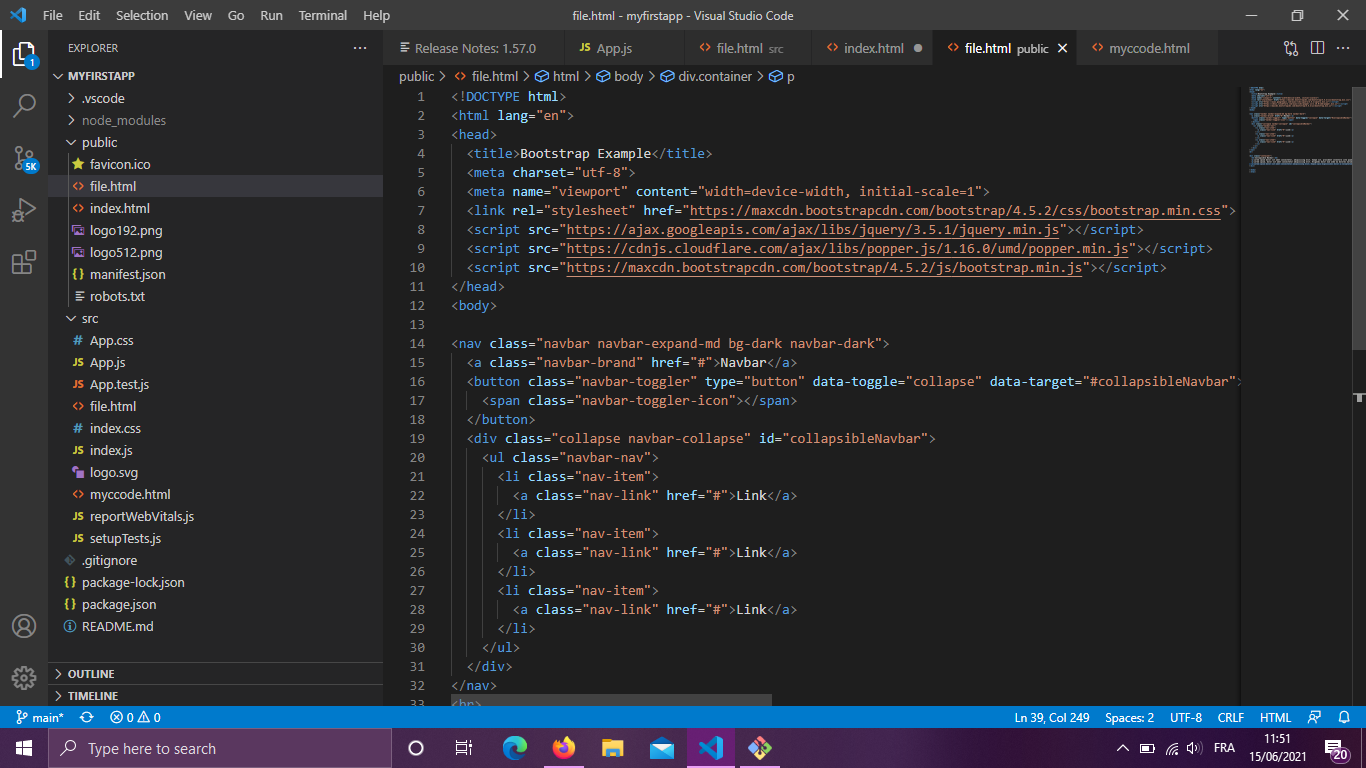 File Edit Selection View Go Run Terminal Help file.html - myfirstapp - Visual Studio Code
EXPLORER
MYFIRSTAPP
.vscode
node_modules
public
favicon.ico
file.html
index.html
logo192.png
logo512.png
manifest.json
robots.txt
src
App.css
App.js
App.test.js
file.html
index.css
index.js
logo.svg
myccode.html
reportWebVitals.js
setupTests.js
.gitignore
package-lock.json
package.json
README.md
OUTLINE
TIMELINE
1
5K
Release Notes: 1.57.0 App.js file.html src index.html file.html public myccode.html
public > file.html > html > body > div.container > p
1 <!DOCTYPE html>
2 <html lang="en">
3 <head>
4 <title>Bootstrap Example</title>
5 <meta charset="utf-8">
6 <meta name="viewport" content="width=device-width, initial-scale=1">
7 <link rel="stylesheet" href="https://maxcdn.bootstrapcdn.com/bootstrap/4.5.2/css/bootstrap.min.css">
8 <script src="https://ajax.googleapis.com/ajax/libs/jquery/3.5.1/jquery.min.js"></script>
9 <script src="https://cdnjs.cloudflare.com/ajax/libs/popper.js/1.16.0/umd/popper.min.js"></script>
10 <script src="https://maxcdn.bootstrapcdn.com/bootstrap/4.5.2/js/bootstrap.min.js"></script>
11 </head>
12 <body>
13
14 <nav class="navbar navbar-expand-md bg-dark navbar-dark">
15 <a class="navbar-brand" href="#">Navbar</a>
16 <button class="navbar-toggler" type="button" data-toggle="collapse" data-target="#collapsibleNavbar">
17 <span class="navbar-toggler-icon"></span>
18 </button>
19 <div class="collapse navbar-collapse" id="collapsibleNavbar">
20 <ul class="navbar-nav">
21 <li class="nav-item">
22 <a class="nav-link" href="#">Link</a>
23 </li>
24 <li class="nav-item">
25 <a class="nav-link" href="#">Link</a>
26 </li>
27 <li class="nav-item">
28 <a class="nav-link" href="#">Link</a>
29 </li>
30 </ul>
31 </div>
32 </nav>
33 <br>
main* 0 0 Ln 39, Col 249 Spaces: 2 UTF-8 CRLF HTML
Type here to search FRA 11:51
15/06/2021 20